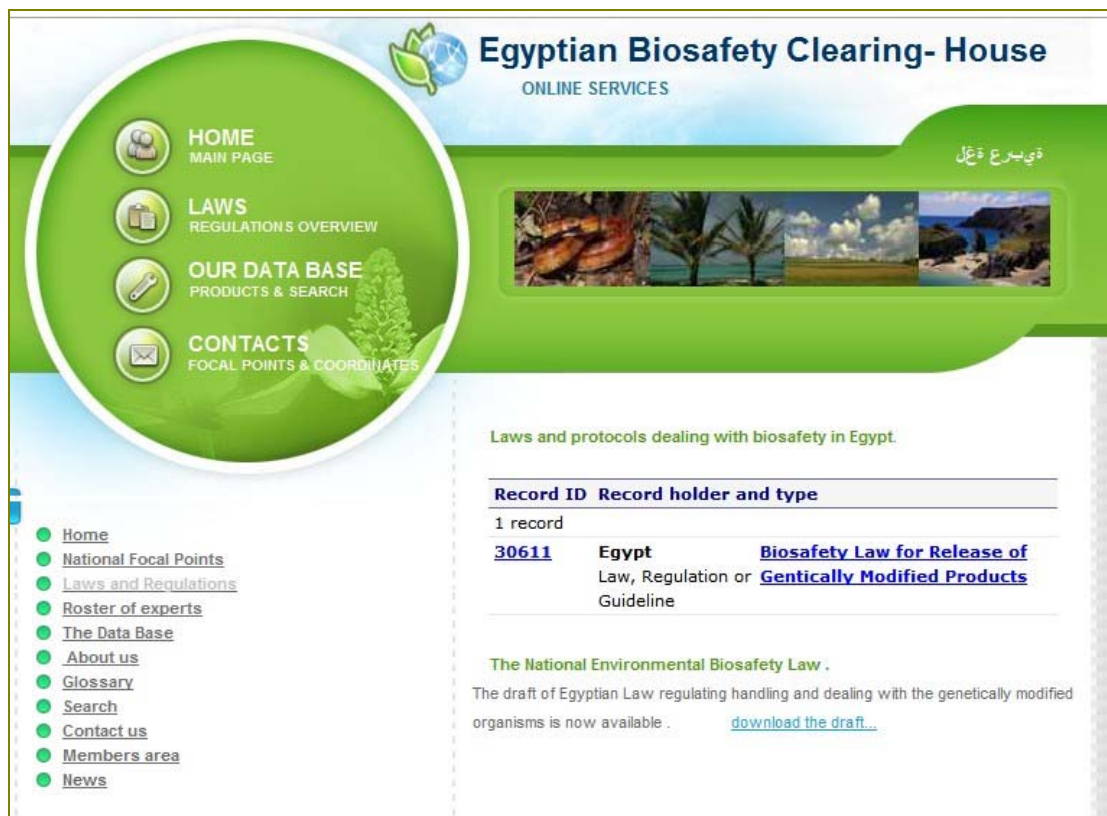 Egyptian Biosafety Clearing- House
ONLINE SERVICES
HOME
MAIN PAGE
LAWS
REGULATIONS OVERVIEW
OUR DATA BASE
PRODUCTS & SEARCH
CONTACTS
FOCAL POINTS & COORDINATES
ةيبرع ةغل
Home
National Focal Points
Laws and Regulations
Roster of experts
The Data Base
About us
Glossary
Search
Contact us
Members area
News
Laws and protocols dealing with biosafety in Egypt.
Record ID Record holder and type
1 record
30611 Egypt Biosafety Law for Release of
Law, Regulation or Gentically Modified Products
Guideline
The National Environmental Biosafety Law .
The draft of Egyptian Law regulating handling and dealing with the genetically modified
organisms is now available . download the draft...